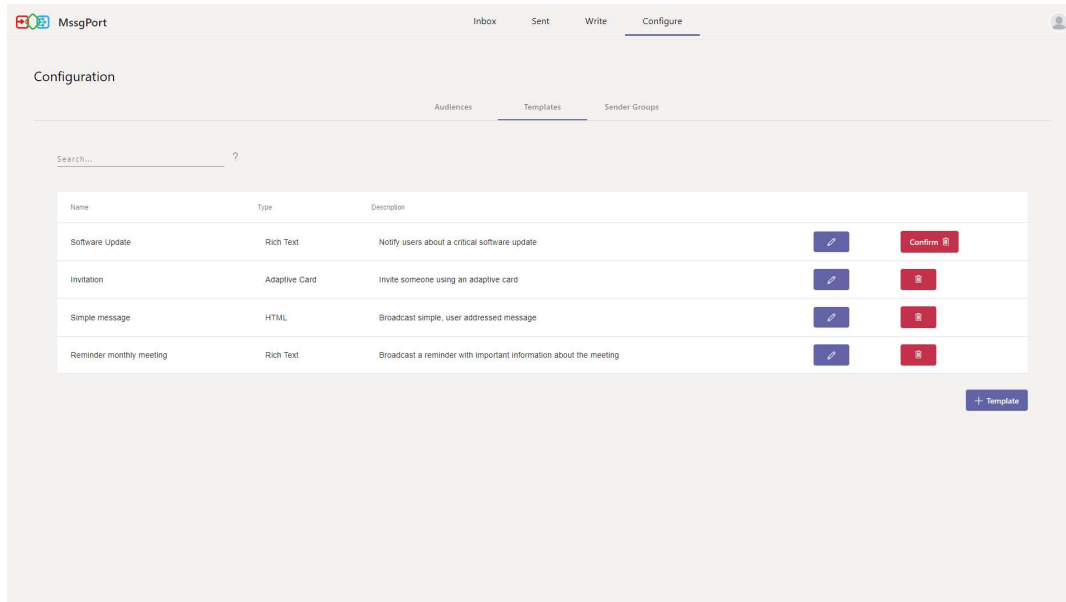 MssgPort Inbox Sent Write Configure
Configuration
Audiences Templates Sender Groups
Search... ?
Name Type Description
Software Update Rich Text Notify users about a critical software update Confirm
Invitation Adaptive Card Invite someone using an adaptive card
Simple message HTML Broadcast simple, user addressed message
Reminder monthly meeting Rich Text Broadcast a reminder with important information about the meeting
+ Template